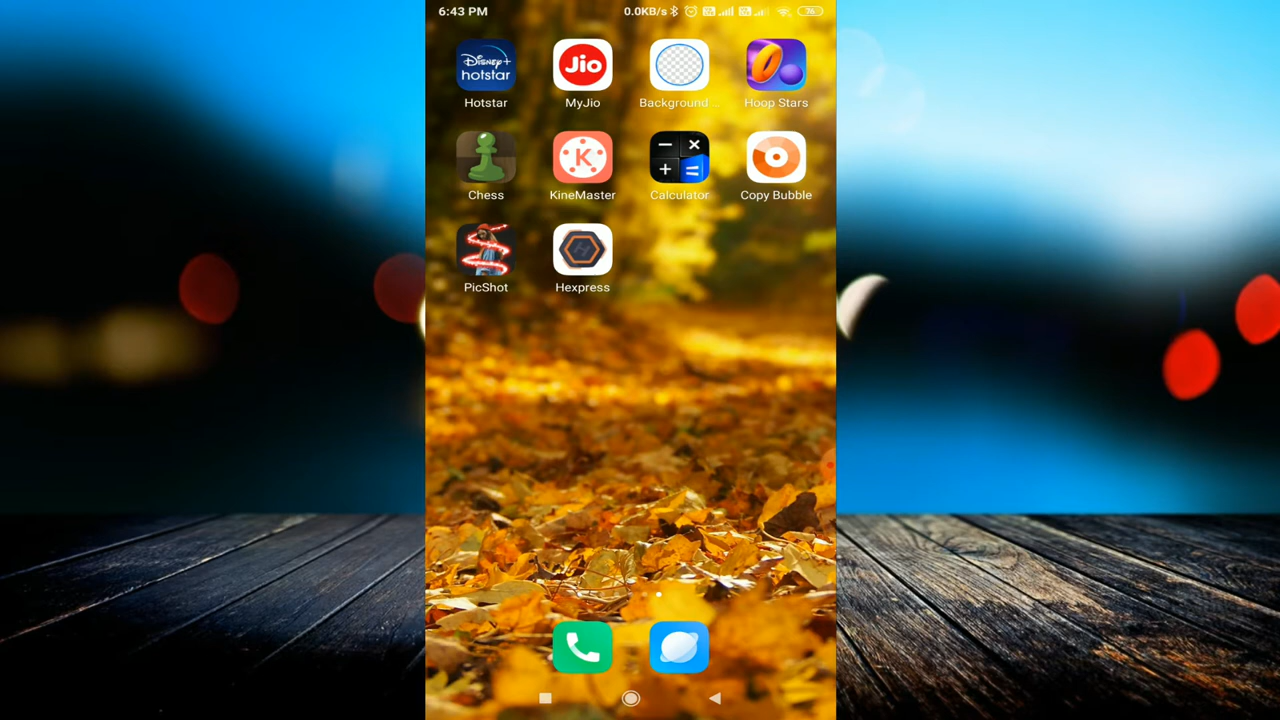 6:43 PM 0.0KB/s 76
Disney+ hotstar
Jio
Hotstar MyJio Background ... Hoop Stars
K
Chess KineMaster Calculator Copy Bubble
H
PicShot Hexpress